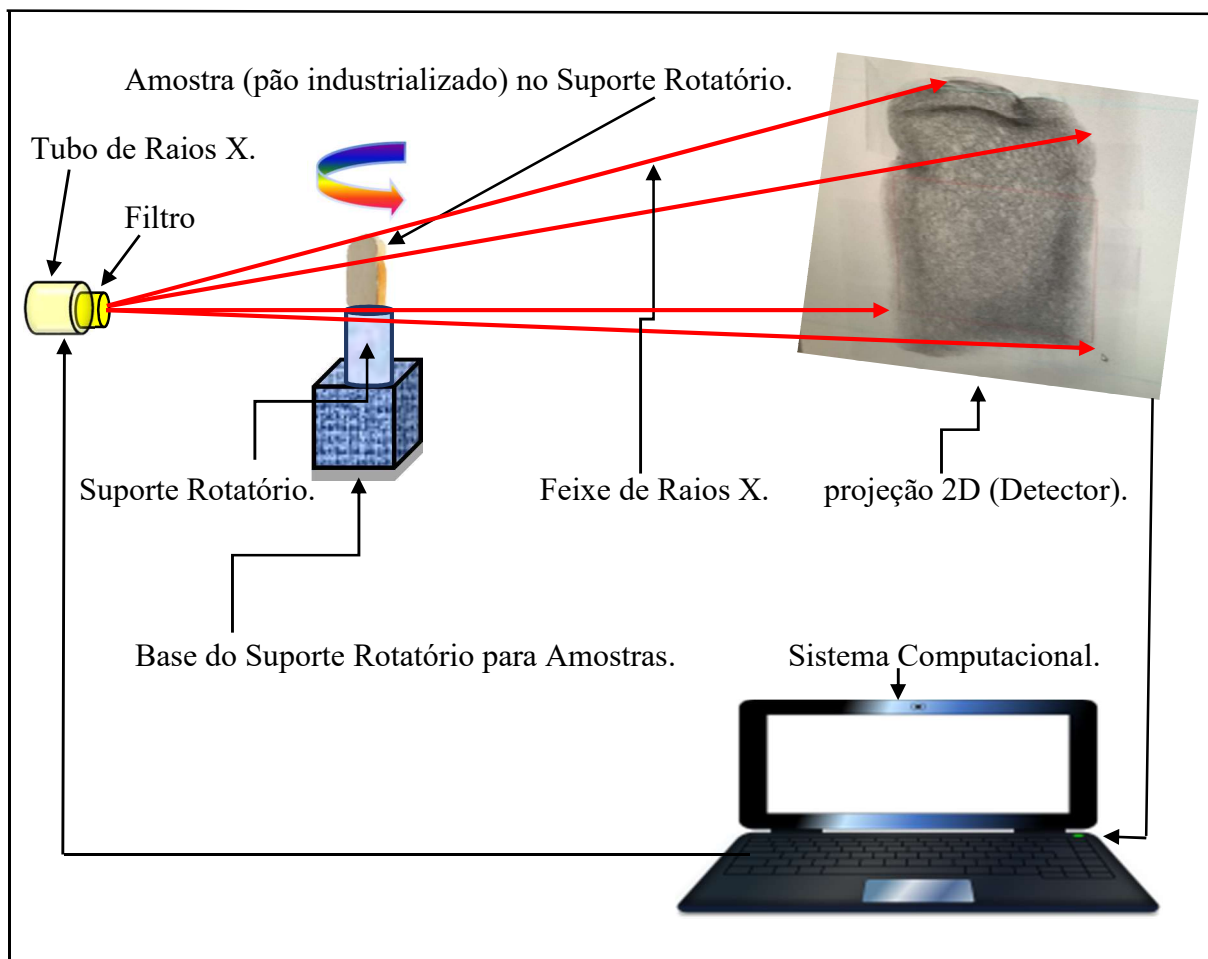 Amostra (pão industrializado) no Suporte Rotatório.
Tubo de Raios X.
Filtro
Suporte Rotatório.
Feixe de Raios X.
projeção 2D (Detector).
Base do Suporte Rotatório para Amostras.
Sistema Computacional.